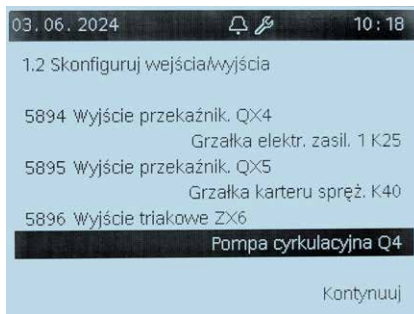 03.06.2024 10:18
1.2 Skonfiguruj wejścia/wyjścia
5894 Wyjście przekaźnik. QX4
Grzałka elektr. zasil. 1 K25
5895 Wyjście przekaźnik. QX5
Grzałka karteru spręż. K40
5896 Wyjście triakowe ZX6
Pompa cyrkulacyjna Q4
Kontynuuj